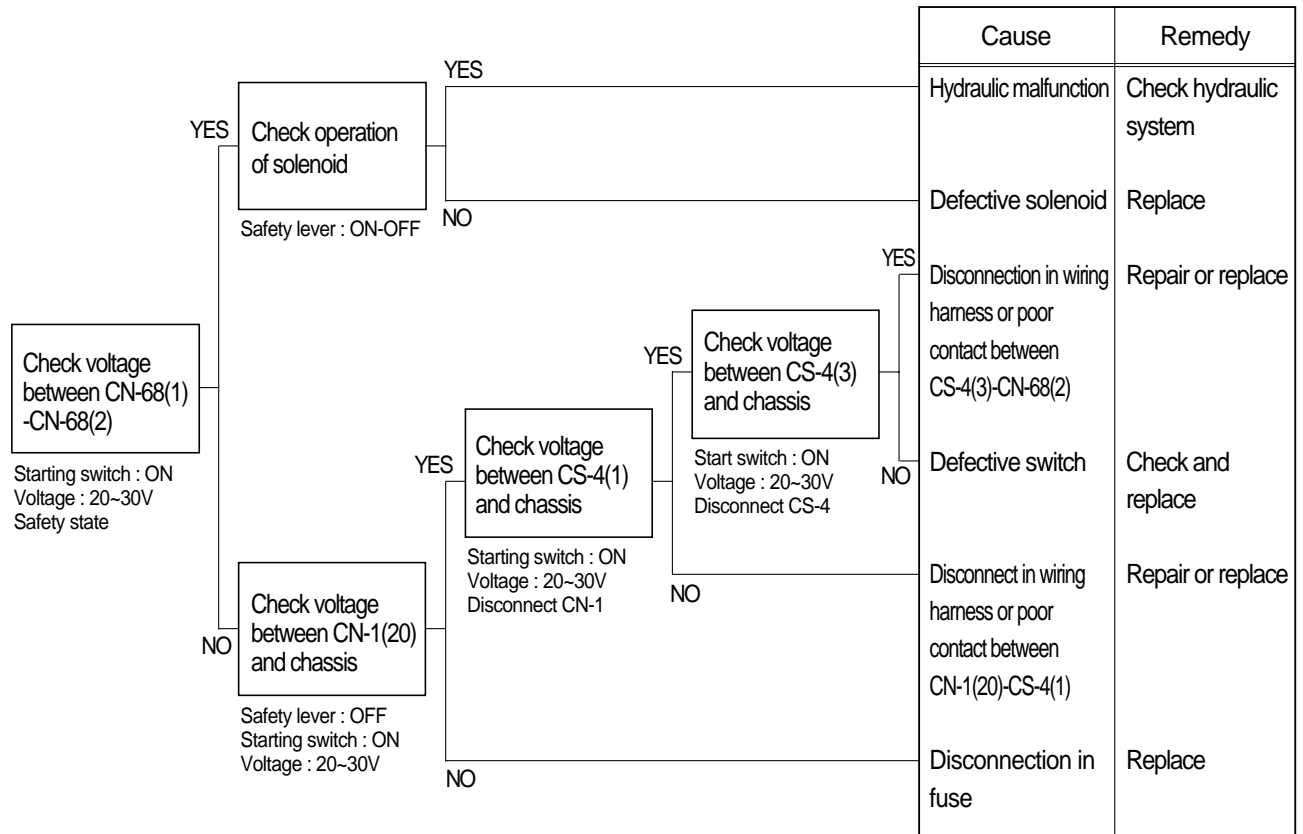 Cause
Remedy
YES
Hydraulic malfunction
Check hydraulic
system
YES
Check operation
of solenoid
Safety lever : ON-OFF
NO
Defective solenoid
Replace
YES
Disconnection in wiring
harness or poor
contact between
CS-4(3)-CN-68(2)
Repair or replace
Check voltage
between CN-68(1)
-CN-68(2)
Starting switch : ON
Voltage : 20~30V
Safety state
YES
Check voltage
between CS-4(3)
and chassis
Start switch : ON
Voltage : 20~30V
Disconnect CS-4
NO
Defective switch
Check and
replace
YES
Check voltage
between CS-4(1)
and chassis
Starting switch : ON
Voltage : 20~30V
Disconnect CN-1
NO
Disconnect in wiring
harness or poor
contact between
CN-1(20)-CS-4(1)
Repair or replace
NO
Check voltage
between CN-1(20)
and chassis
Safety lever : OFF
Starting switch : ON
Voltage : 20~30V
NO
Disconnection in
fuse
Replace